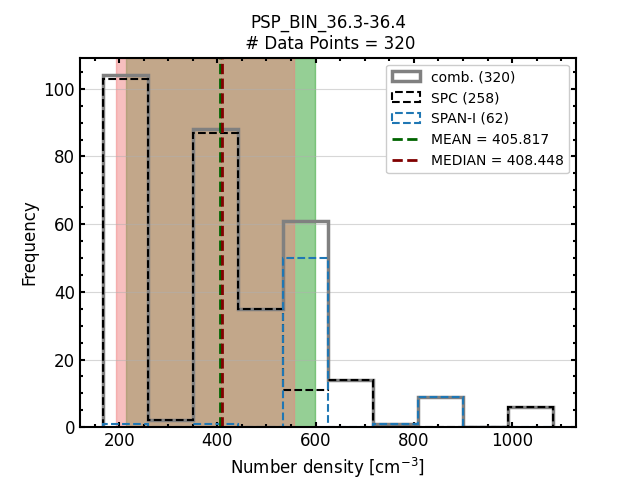 PSP_BIN_36.3-36.4
# Data Points = 320
comb. (320)
SPC (258)
SPAN-I (62)
MEAN = 405.817
MEDIAN = 408.448
Frequency
100
80
60
40
20
0
200 400 600 800 1000
Number density [cm⁻³]